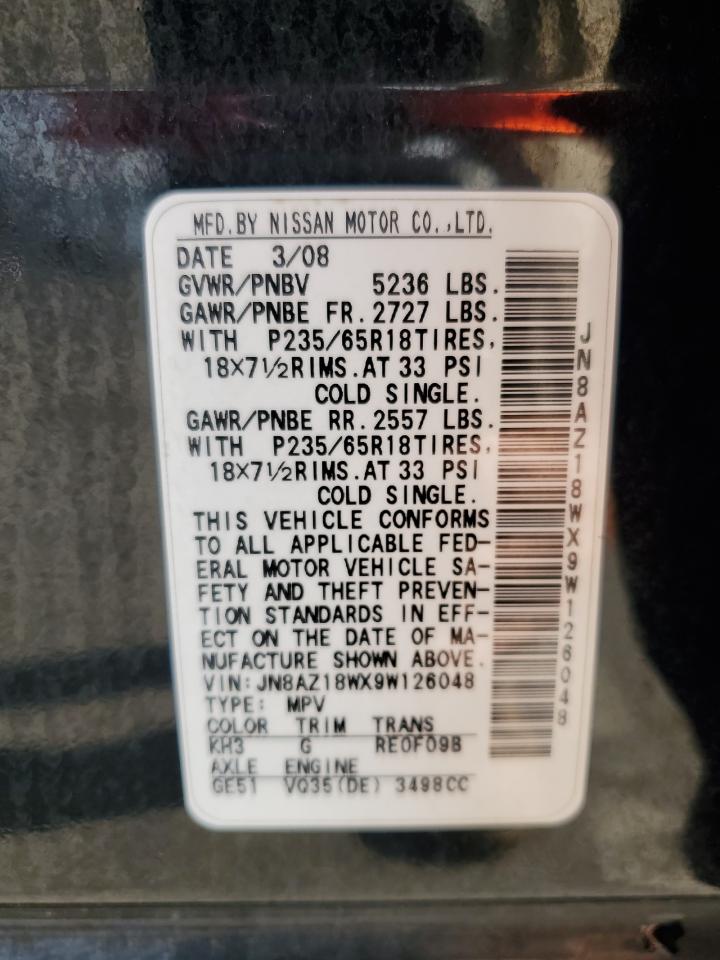 MFD.BY NISSAN MOTOR CO.,LTD.
DATE 3/08
GVWR/PNBV 5236 LBS.
GAWR/PNBE FR.2727 LBS.
WITH P235/65R18TIRES,
18×7½RIMS.AT 33 PSI
COLD SINGLE.
GAWR/PNBE RR.2557 LBS.
WITH P235/65R18TIRES,
18×7½RIMS.AT 33 PSI
COLD SINGLE.
THIS VEHICLE CONFORMS
TO ALL APPLICABLE FED-
ERAL MOTOR VEHICLE SA-
FETY AND THEFT PREVEN-
TION STANDARDS IN EFF-
ECT ON THE DATE OF MA-
NUFACTURE SHOWN ABOVE.
VIN:JN8AZ18WX9W126048
TYPE: MPV
COLOR TRIM TRANS
KH3 G RE0F09B
AXLE ENGINE
GE51 VQ35(DE) 3498CC
JN8AZ18WX9W126048